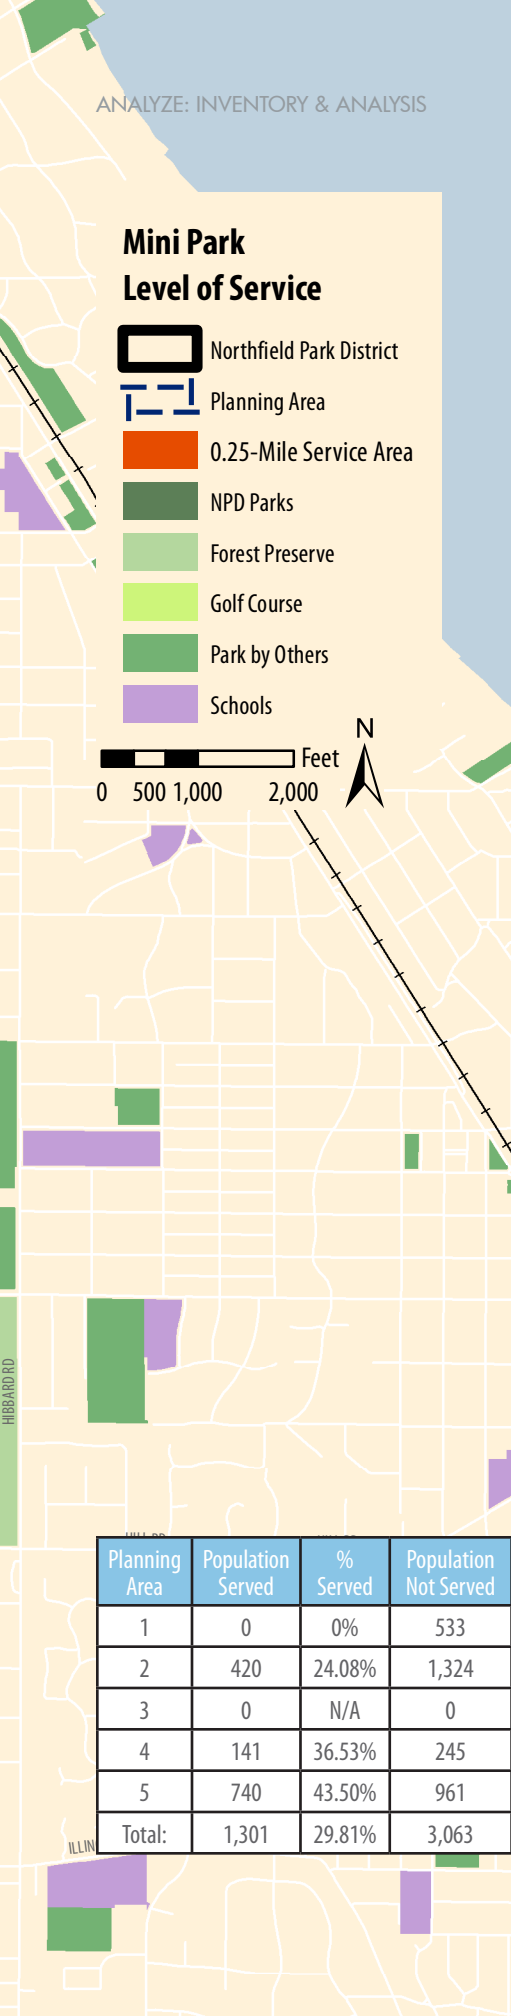 ANALYZE: INVENTORY & ANALYSIS
Mini Park
Level of Service
Northfield Park District
Planning Area
0.25-Mile Service Area
NPD Parks
Forest Preserve
Golf Course
Park by Others
Schools
N
Feet
0 500 1,000 2,000
HIBBARD RD
Planning Area Population Served % Served Population Not Served
1 0 0% 533
2 420 24.08% 1,324
3 0 N/A 0
4 141 36.53% 245
5 740 43.50% 961
Total: 1,301 29.81% 3,063
ILLIN